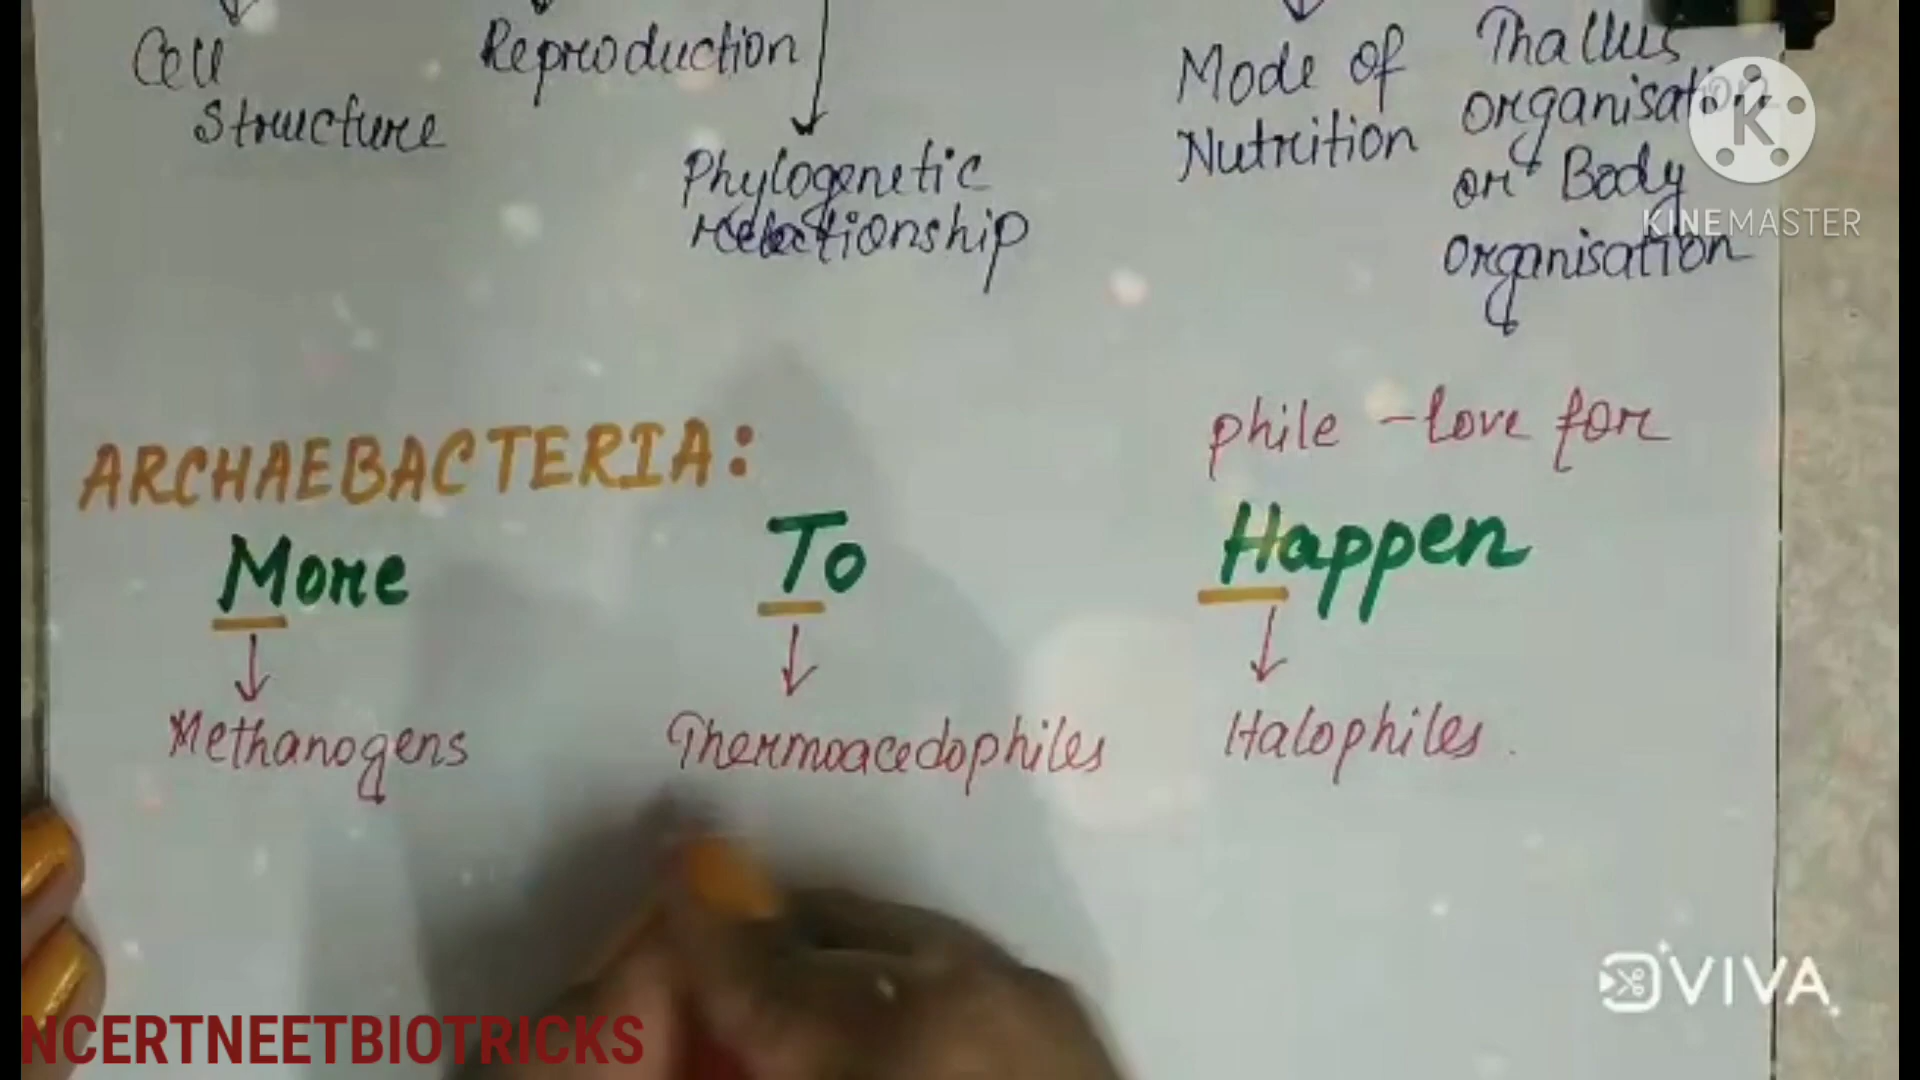 Cell
Structure
Reproduction
Phylogenetic
relationship
Mode of
Nutrition
Thallus
organisation
or Body
organisation
K
KINEMASTER
phile - love for
ARCHAEBACTERIA:
More To Happen
Methanogens Thermoacedophiles Halophiles.
VIVA
NCERTNEETBIOTRICKS